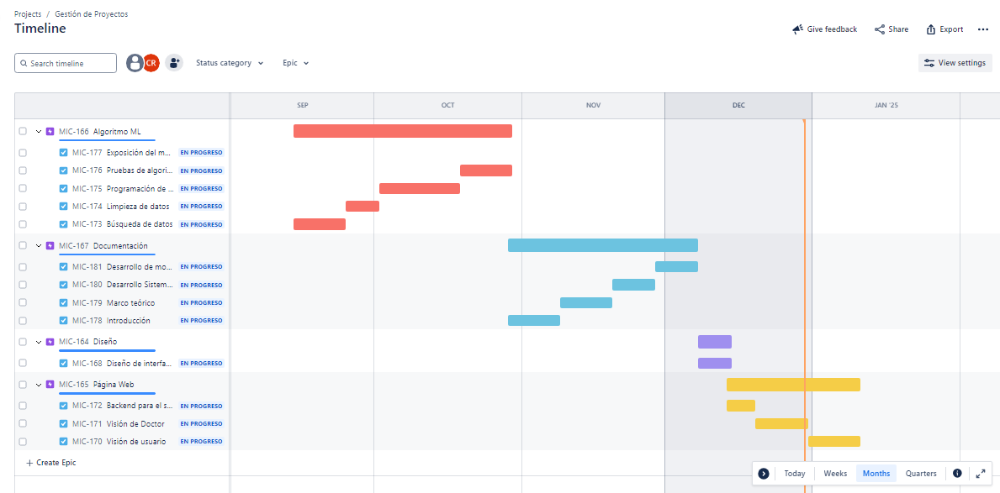 Projects / Gestión de Proyectos
Timeline
Give feedback Share Export
Search timeline CR Status category Epic View settings
SEP OCT NOV DEC JAN '25
MIC-166 Algoritmo ML
MIC-177 Exposición del m... EN PROGRESO
MIC-176 Pruebas de algori... EN PROGRESO
MIC-175 Programación de ... EN PROGRESO
MIC-174 Limpieza de datos EN PROGRESO
MIC-173 Búsqueda de datos EN PROGRESO
MIC-167 Documentación
MIC-181 Desarrollo de mo... EN PROGRESO
MIC-180 Desarrollo Sistem... EN PROGRESO
MIC-179 Marco teórico EN PROGRESO
MIC-178 Introducción EN PROGRESO
MIC-164 Diseño
MIC-168 Diseño de interfa... EN PROGRESO
MIC-165 Página Web
MIC-172 Backend para el s... EN PROGRESO
MIC-171 Visión de Doctor EN PROGRESO
MIC-170 Visión de usuario EN PROGRESO
+ Create Epic
Today Weeks Months Quarters